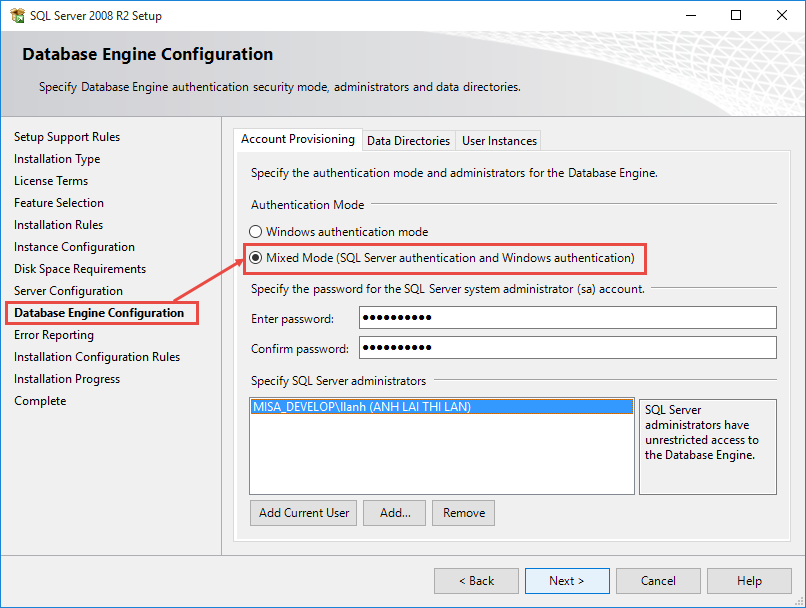 SQL Server 2008 R2 Setup
Database Engine Configuration
Specify Database Engine authentication security mode, administrators and data directories.
Setup Support Rules
Installation Type
License Terms
Feature Selection
Installation Rules
Instance Configuration
Disk Space Requirements
Server Configuration
Database Engine Configuration
Error Reporting
Installation Configuration Rules
Installation Progress
Complete
Account Provisioning
Data Directories
User Instances
Specify the authentication mode and administrators for the Database Engine.
Authentication Mode
Windows authentication mode
Mixed Mode (SQL Server authentication and Windows authentication)
Specify the password for the SQL Server system administrator (sa) account.
Enter password: ●●●●●●●●●●
Confirm password: ●●●●●●●●●●
Specify SQL Server administrators
MISA_DEVELOP\llanh (ANH LAI THI LAN)
SQL Server
administrators have
unrestricted access to
the Database Engine.
Add Current User
Add...
Remove
< Back
Next >
Cancel
Help